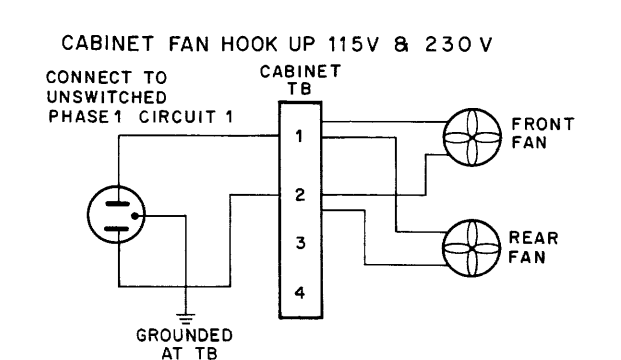 CABINET FAN HOOK UP 115V & 230V
CONNECT TO
UNSWITCHED
PHASE 1 CIRCUIT 1
CABINET
TB
1
2
3
4
FRONT
FAN
REAR
FAN
GROUNDED
AT TB